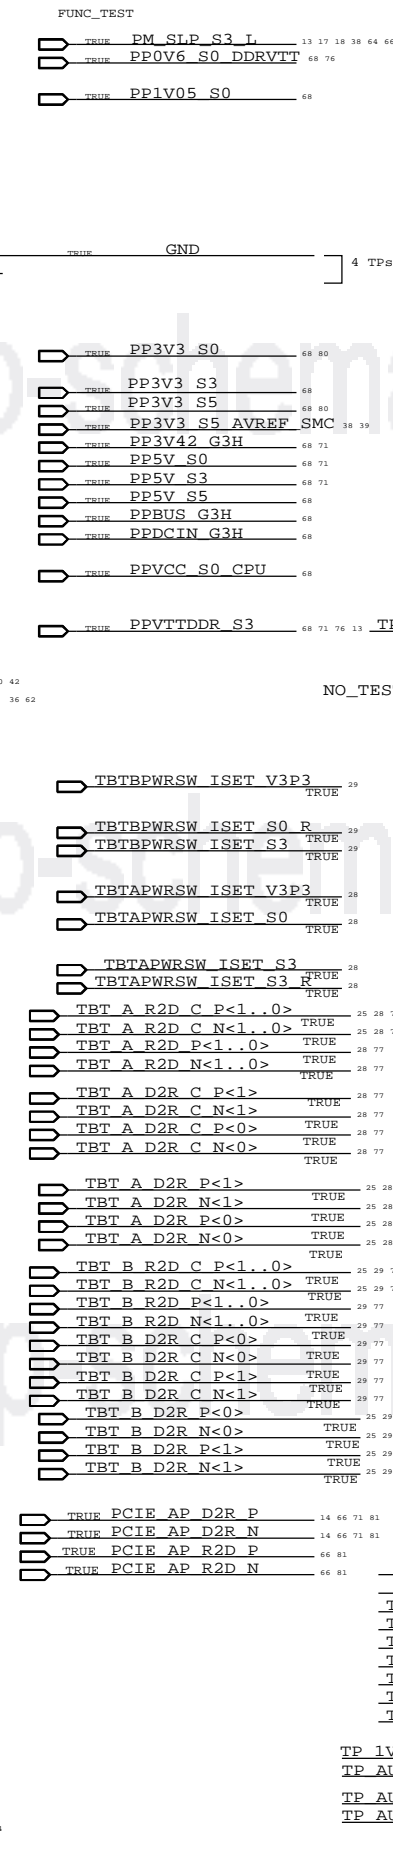 FUNC_TEST
TRUE PM_SLP_S3_L 13 17 18 38 64 66
TRUE PP0V6_S0_DDRVTT 68 76
TRUE PP1V05_S0 68
TRUE GND
4 TPs
TRUE PP3V3_S0 68 80
TRUE PP3V3_S3 68
TRUE PP3V3_S5 68 80
TRUE PP3V3_S5_AVREF_SMC 38 39
TRUE PP3V42_G3H 68 71
TRUE PP5V_S0 68 71
TRUE PP5V_S3 68 71
TRUE PP5V_S5 68
TRUE PPBUS_G3H 68
TRUE PPDCIN_G3H 68
TRUE PPVCC_S0_CPU 68
TRUE PPVTTDDR_S3 68 71 76 13
42
36 62
NO_TEST
TBTBPWRSW_ISET_V3P3 TRUE 29
TBTBPWRSW_ISET_S0_R TRUE 29
TBTBPWRSW_ISET_S3 TRUE 29
TBTAPWRSW_ISET_V3P3 TRUE 28
TBTAPWRSW_ISET_S0 TRUE 28
TBTAPWRSW_ISET_S3 TRUE 28
TBTAPWRSW_ISET_S3_R TRUE 28
TBT_A_R2D_C_P<1..0> TRUE 25 28
TBT_A_R2D_C_N<1..0> TRUE 25 28
TBT_A_R2D_P<1..0> TRUE 28 77
TBT_A_R2D_N<1..0> TRUE 28 77
TBT_A_D2R_C_P<1> TRUE 28 77
TBT_A_D2R_C_N<1> TRUE 28 77
TBT_A_D2R_C_P<0> TRUE 28 77
TBT_A_D2R_C_N<0> TRUE 28 77
TBT_A_D2R_P<1> TRUE 25 28
TBT_A_D2R_N<1> TRUE 25 28
TBT_A_D2R_P<0> TRUE 25 28
TBT_A_D2R_N<0> TRUE 25 28
TBT_B_R2D_C_P<1..0> TRUE 25 29
TBT_B_R2D_C_N<1..0> TRUE 25 29
TBT_B_R2D_P<1..0> TRUE 29 77
TBT_B_R2D_N<1..0> TRUE 29 77
TBT_B_D2R_C_P<0> TRUE 29 77
TBT_B_D2R_C_N<0> TRUE 29 77
TBT_B_D2R_C_P<1> TRUE 29 77
TBT_B_D2R_C_N<1> TRUE 29 77
TBT_B_D2R_P<0> TRUE 25 29
TBT_B_D2R_N<0> TRUE 25 29
TBT_B_D2R_P<1> TRUE 25 29
TBT_B_D2R_N<1> TRUE 25 29
TRUE PCIE_AP_D2R_P 14 66 71 81
TRUE PCIE_AP_D2R_N 14 66 71 81
TRUE PCIE_AP_R2D_P 66 81
TRUE PCIE_AP_R2D_N 66 81
TP_1V
TP_AU
TP_AU
TP_AU